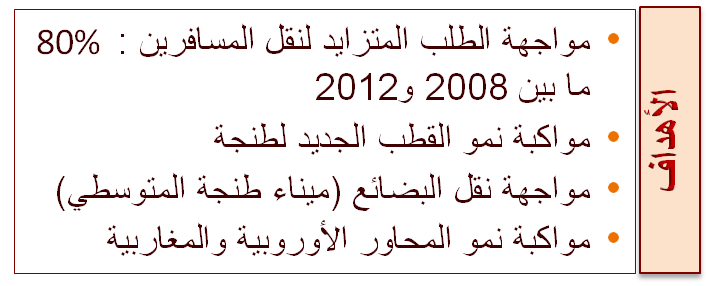 الأهداف
• مواجهة الطلب المتزايد لنقل المسافرين : 80%
ما بين 2008 و2012
• مواكبة نمو القطب الجديد لطنجة
• مواجهة نقل البضائع (ميناء طنجة المتوسطي)
• مواكبة نمو المحاور الأوروبية والمغاربية